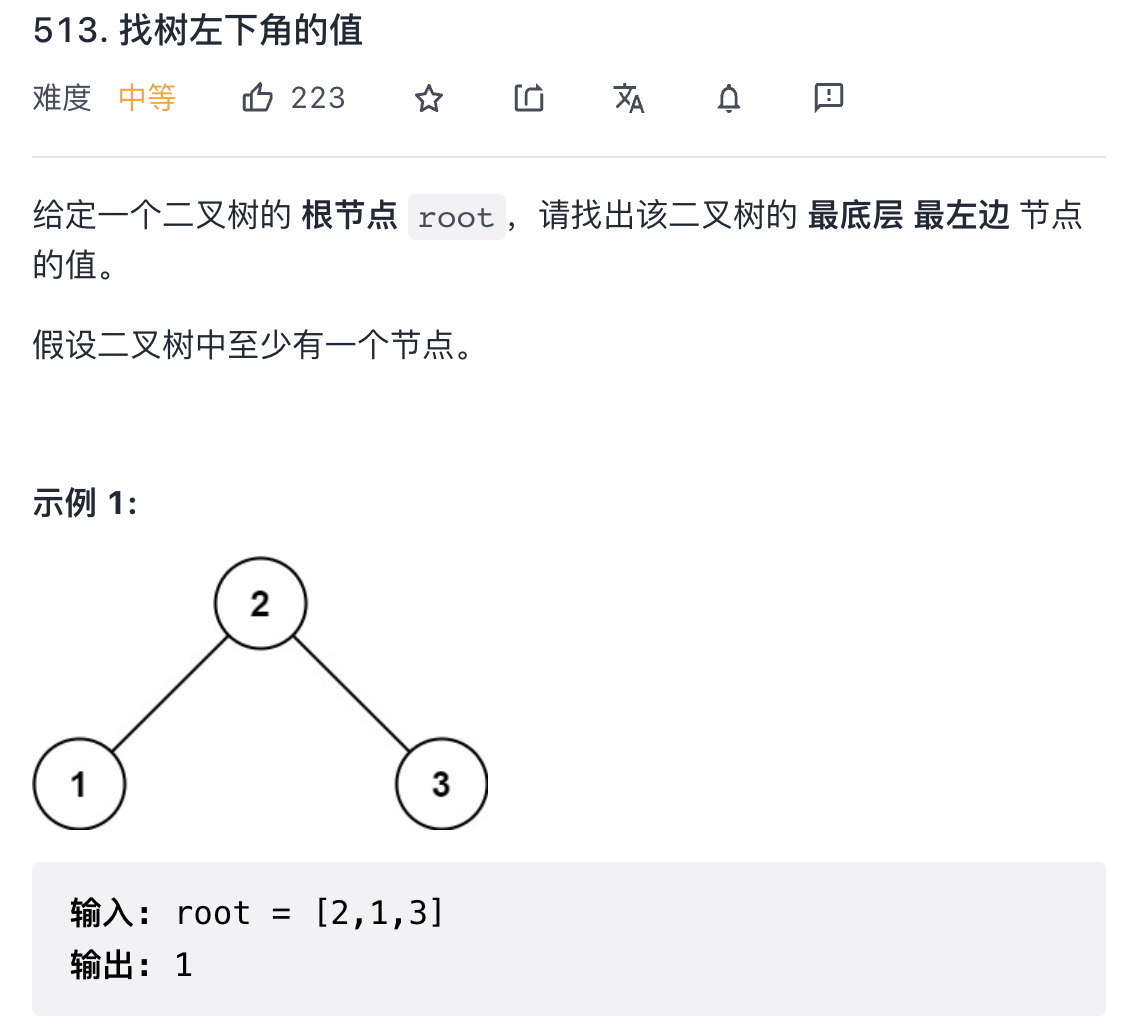 513. 找树左下角的值
难度 中等 223
给定一个二叉树的 根节点 root，请找出该二叉树的 最底层 最左边 节点
的值。
假设二叉树中至少有一个节点。
示例 1:
2
1 3
输入: root = [2,1,3]
输出: 1